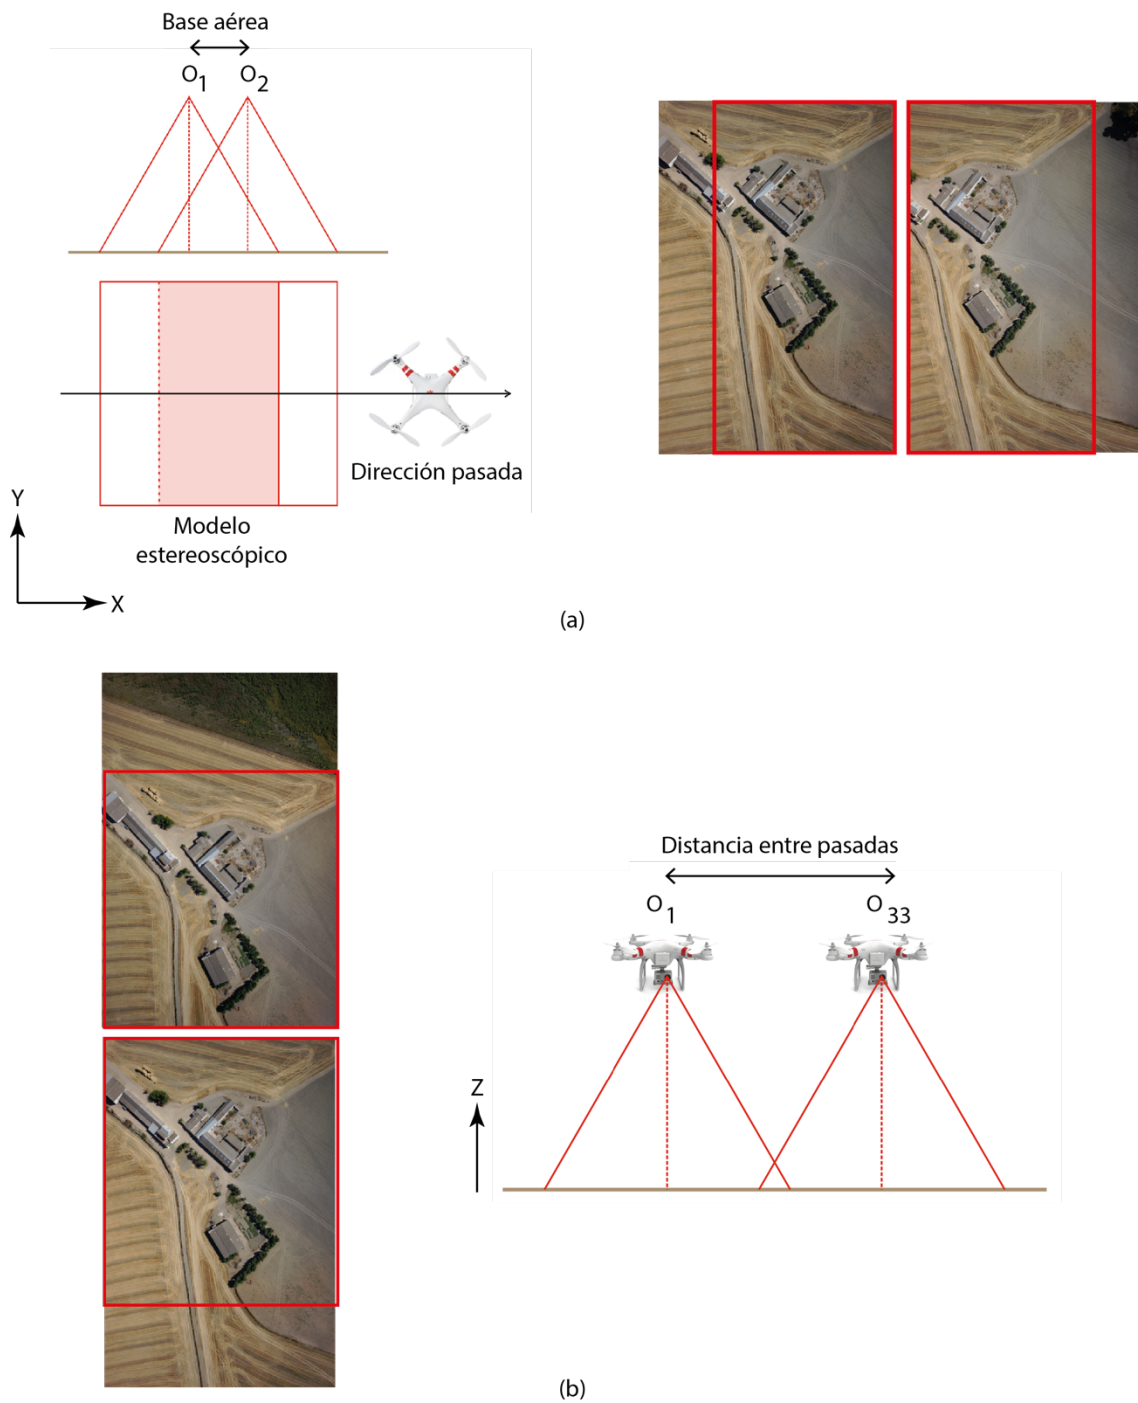 Base aérea
O1 O2
Dirección pasada
Modelo
estereoscópico
Y
X
(a)
Distancia entre pasadas
O1 O33
Z
(b)